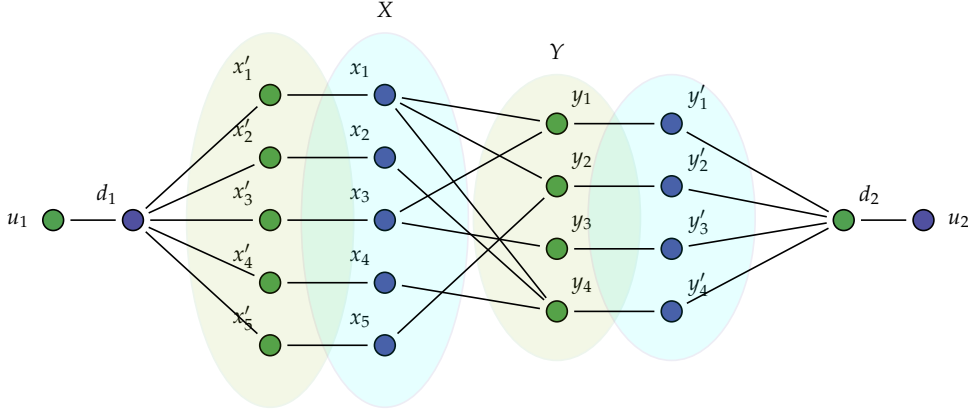 X
Y
x′₁
x₁
y₁
y′₁
x′₂
x₂
y₂
y′₂
u₁
d₁
x′₃
x₃
y₃
y′₃
d₂
u₂
x′₄
x₄
y₄
y′₄
x′₅
x₅